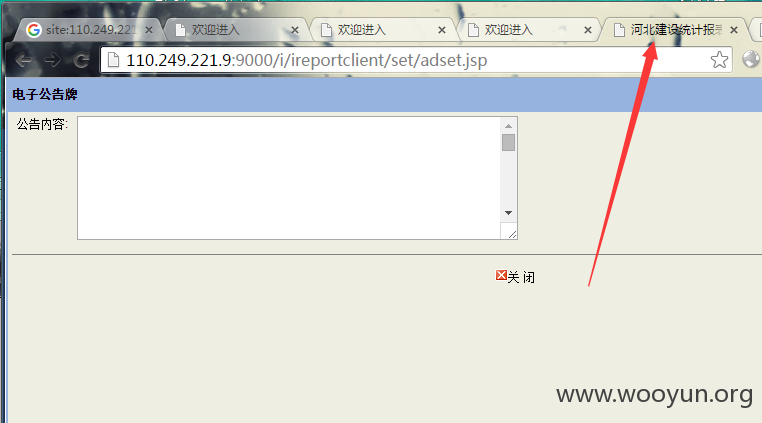 site:110.249.221
欢迎进入
欢迎进入
欢迎进入
河北建设统计报
110.249.221.9:9000/i/ireportclient/set/adset.jsp
电子公告牌
公告内容:
关 闭
www.wooyun.org